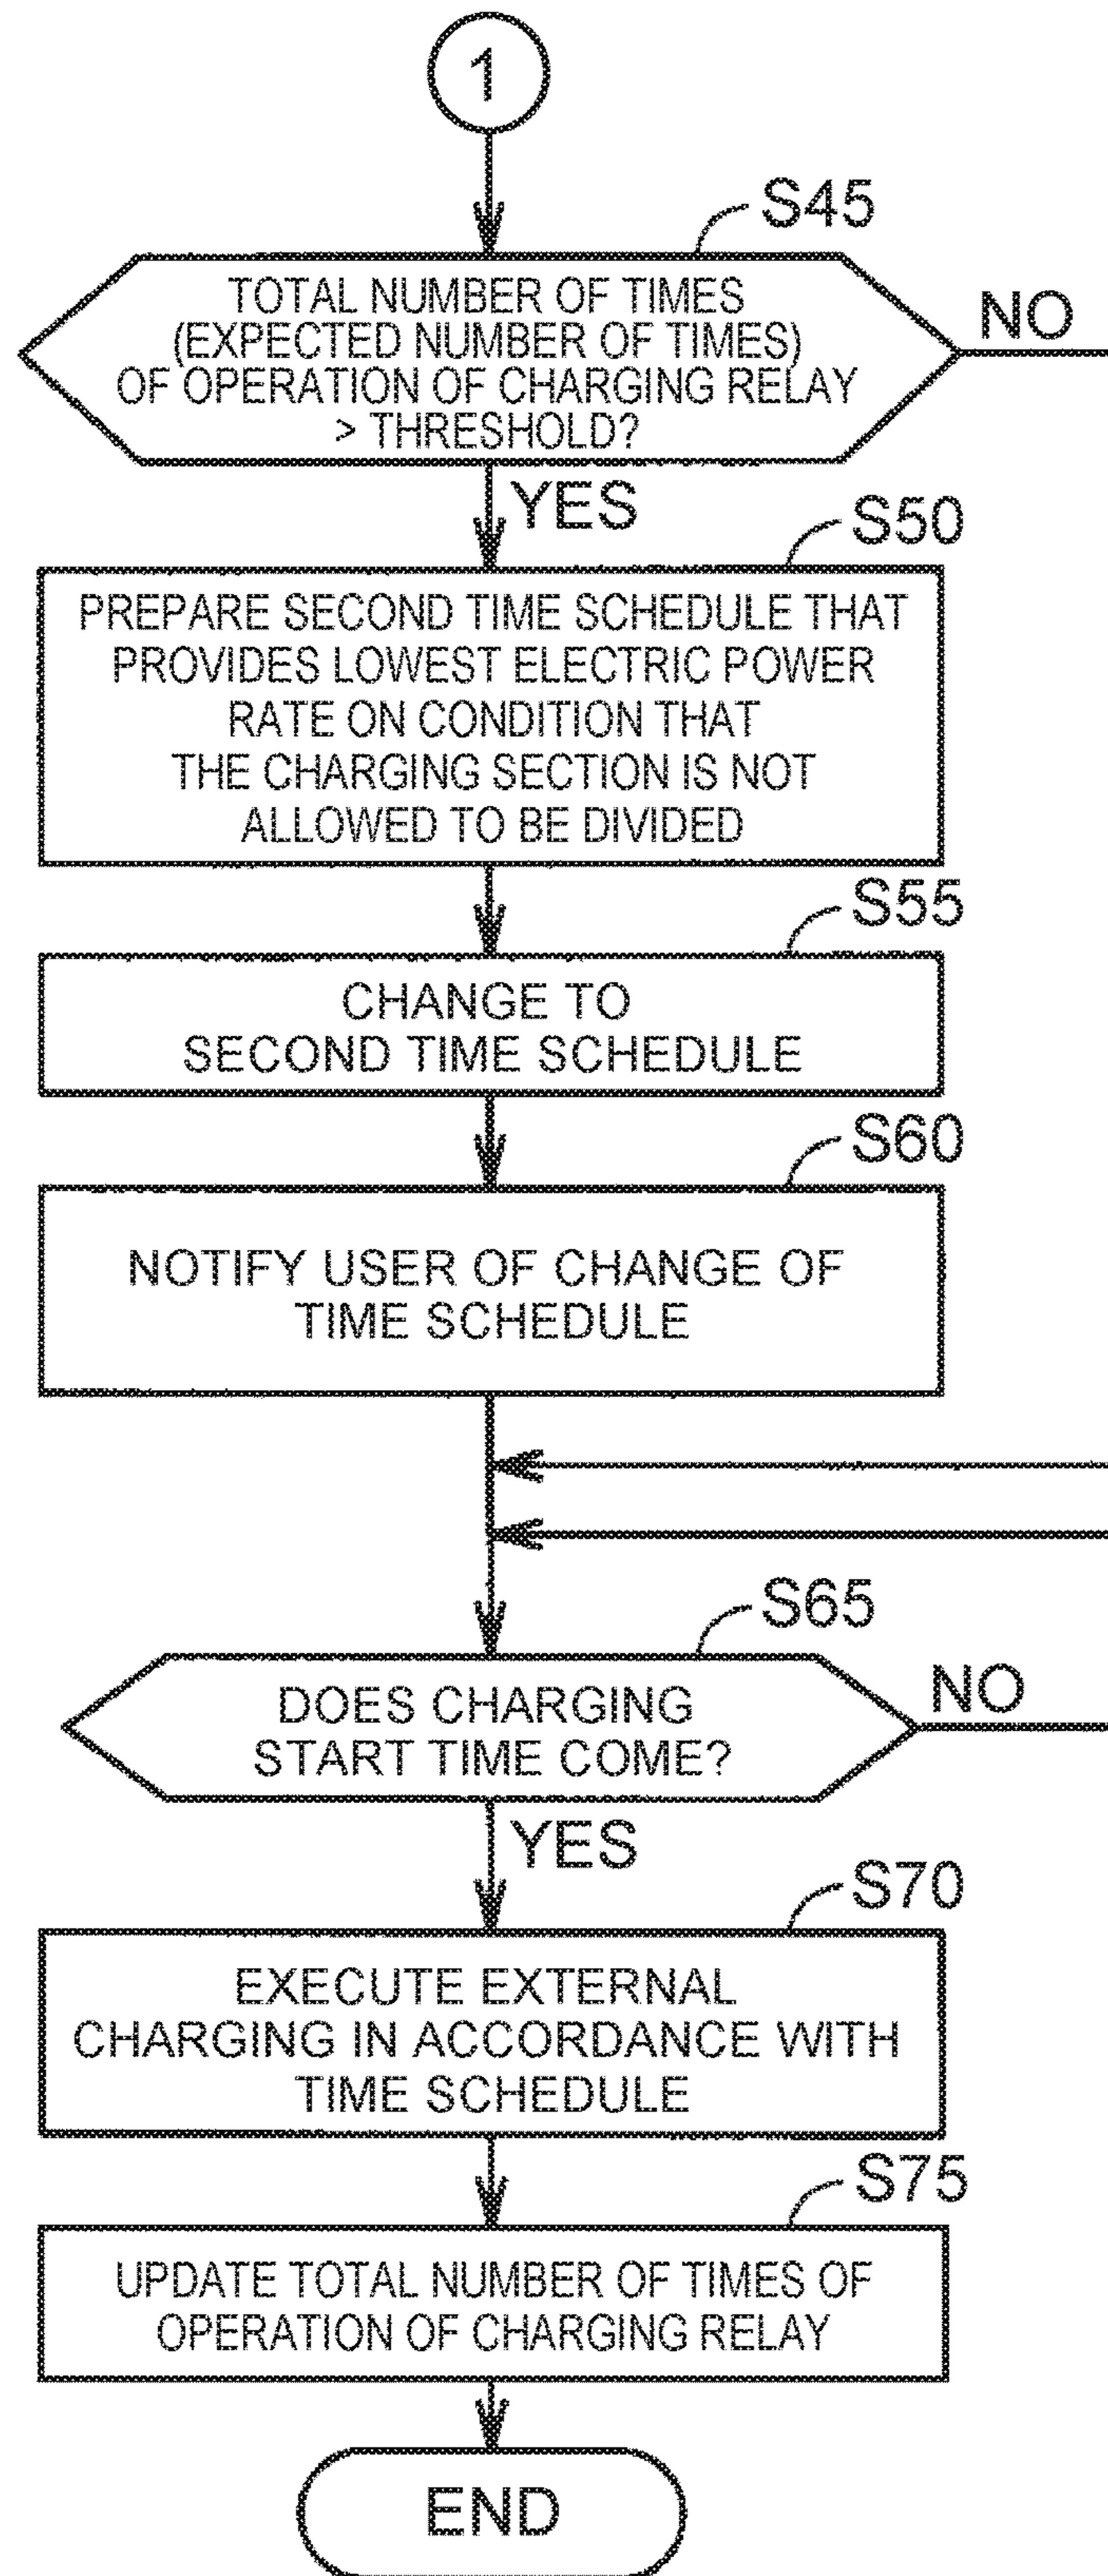 1
S45
TOTAL NUMBER OF TIMES
(EXPECTED NUMBER OF TIMES)
OF OPERATION OF CHARGING RELAY
> THRESHOLD?
NO
YES
S50
PREPARE SECOND TIME SCHEDULE THAT
PROVIDES LOWEST ELECTRIC POWER
RATE ON CONDITION THAT
THE CHARGING SECTION IS NOT
ALLOWED TO BE DIVIDED
S55
CHANGE TO
SECOND TIME SCHEDULE
S60
NOTIFY USER OF CHANGE OF
TIME SCHEDULE
S65
DOES CHARGING
START TIME COME?
NO
YES
S70
EXECUTE EXTERNAL
CHARGING IN ACCORDANCE WITH
TIME SCHEDULE
S75
UPDATE TOTAL NUMBER OF TIMES OF
OPERATION OF CHARGING RELAY
END